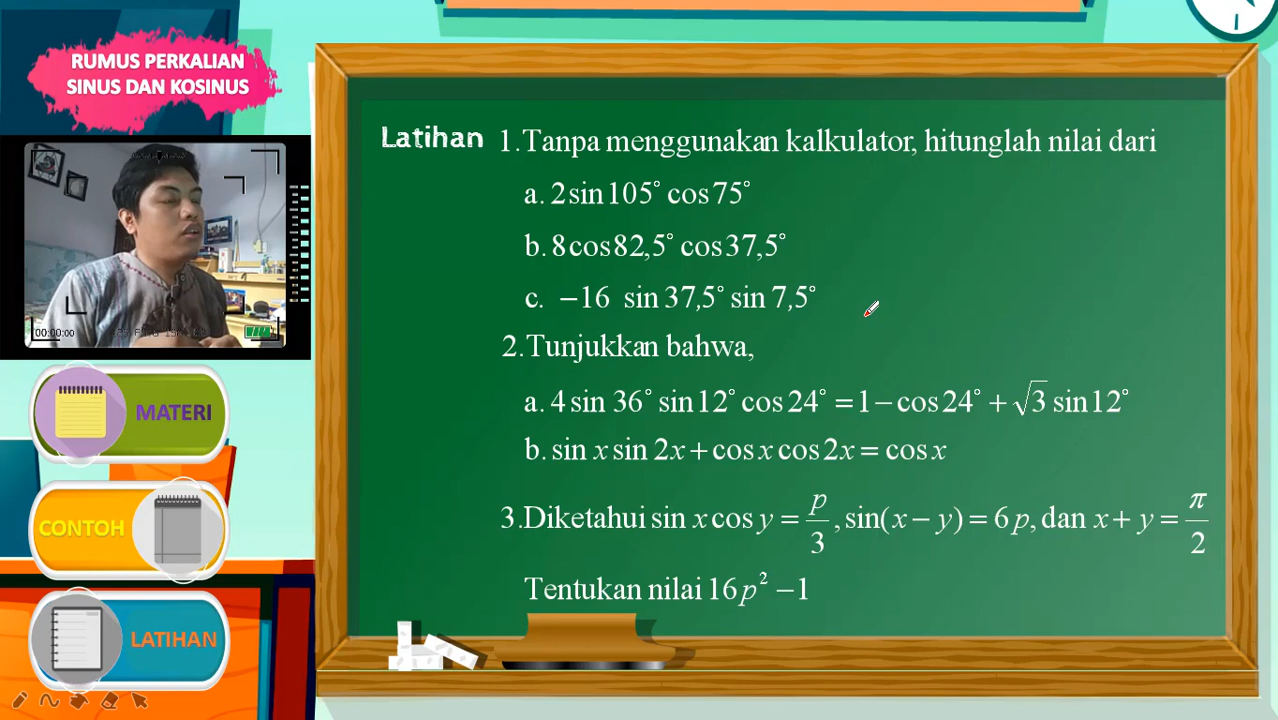 RUMUS PERKALIAN
SINUS DAN KOSINUS
00:00:00
MATERI
CONTOH
LATIHAN
Latihan 1.Tanpa menggunakan kalkulator, hitunglah nilai dari
a. 2 sin 105° cos 75°
b. 8 cos 82,5° cos 37,5°
c. −16 sin 37,5° sin 7,5°
2.Tunjukkan bahwa,
a. 4 sin 36° sin 12° cos 24° = 1 − cos 24° + √3 sin 12°
b. sin x sin 2x + cos x cos 2x = cos x
3.Diketahui sin x cos y = p/3 , sin(x − y) = 6p, dan x + y = π/2
Tentukan nilai 16p² − 1